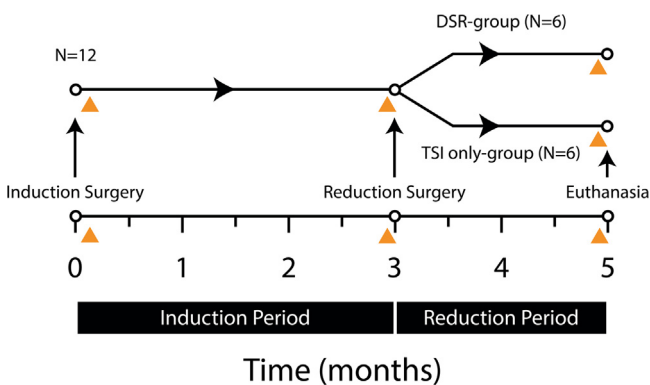 DSR-group (N=6)
N=12
TSI only-group (N=6)
Induction Surgery
Reduction Surgery
Euthanasia
0 1 2 3 4 5
Induction Period
Reduction Period
Time (months)